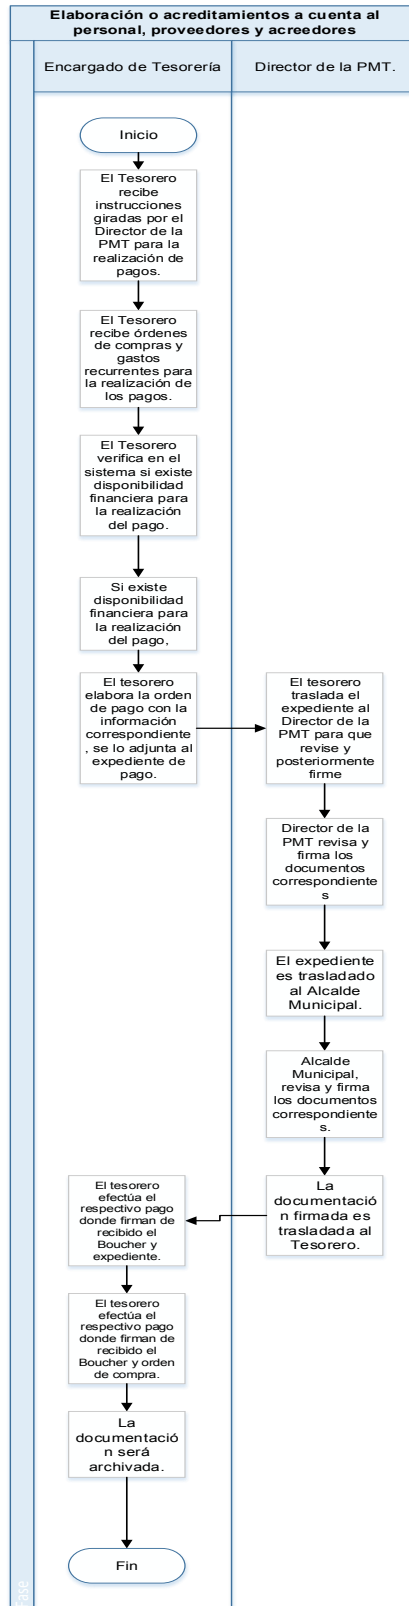 Elaboración o acreditamientos a cuenta al
personal, proveedores y acreedores
Encargado de Tesorería
Director de la PMT.
Inicio
El Tesorero
recibe
instrucciones
giradas por el
Director de la
PMT para la
realización de
pagos.
El Tesorero
recibe órdenes
de compras y
gastos
recurrentes para
la realización de
los pagos.
El Tesorero
verifica en el
sistema si existe
disponibilidad
financiera para
la realización
del pago.
Si existe
disponibilidad
financiera para
la realización
del pago,
El tesorero
elabora la orden
de pago con la
información
correspondiente
, se lo adjunta al
expediente de
pago.
El tesorero
traslada el
expediente al
Director de la
PMT para que
revise y
posteriormente
firme
Director de la
PMT revisa y
firma los
documentos
correspondiente
s
El expediente
es trasladado
al Alcalde
Municipal.
Alcalde
Municipal,
revisa y firma
los documentos
correspondiente
s.
La
documentació
n firmada es
trasladada al
Tesorero.
El tesorero
efectúa el
respectivo pago
donde firman de
recibido el
Boucher y
expediente.
El tesorero
efectúa el
respectivo pago
donde firman de
recibido el
Boucher y orden
de compra.
La
documentació
n será
archivada.
Fin
Fase